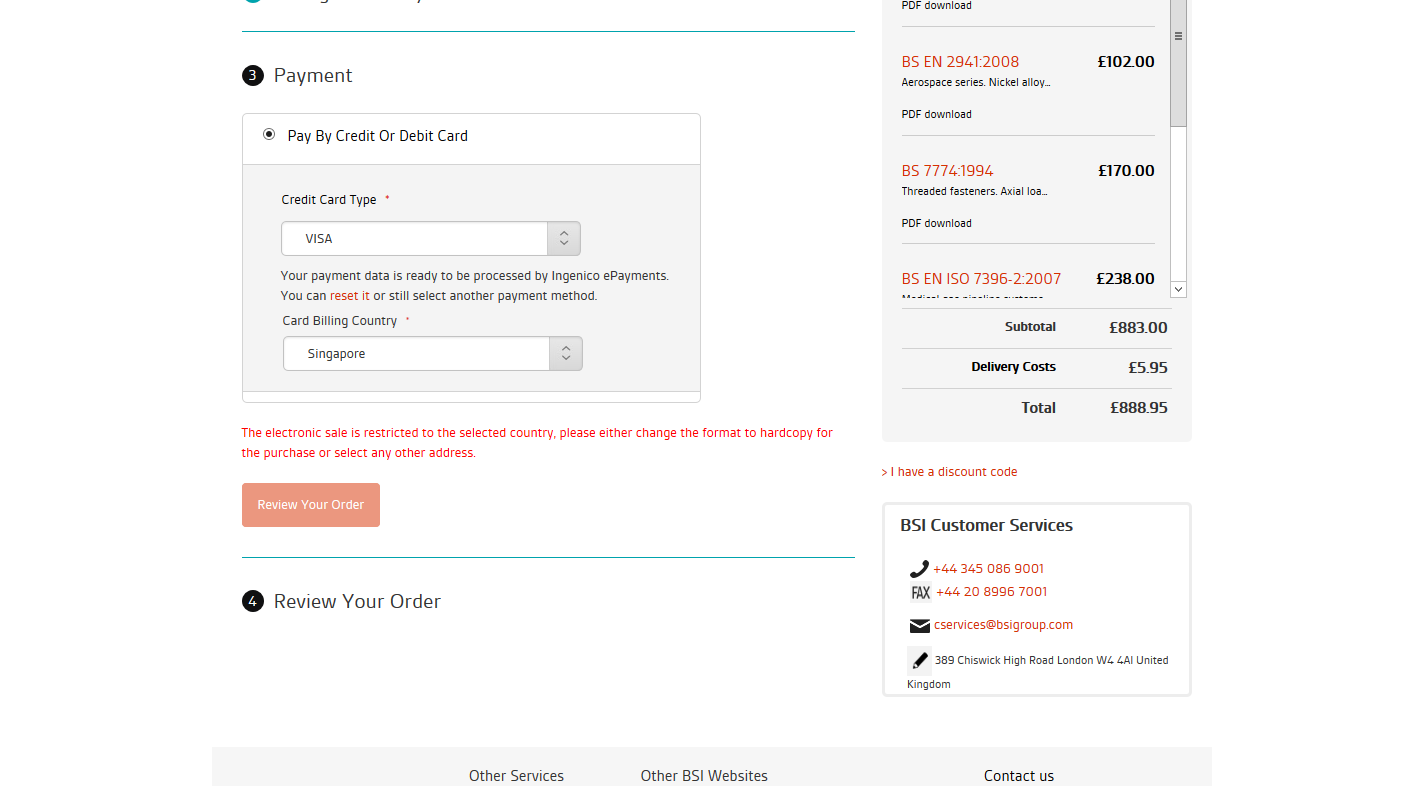 3 Payment
Pay By Credit Or Debit Card
Credit Card Type *
VISA
Your payment data is ready to be processed by Ingenico ePayments.
You can reset it or still select another payment method.
Card Billing Country *
Singapore
The electronic sale is restricted to the selected country, please either change the format to hardcopy for
the purchase or select any other address.
Review Your Order
4 Review Your Order
PDF download
BS EN 2941:2008 £102.00
Aerospace series. Nickel alloy...
PDF download
BS 7774:1994 £170.00
Threaded fasteners. Axial loa...
PDF download
BS EN ISO 7396-2:2007 £238.00
Medical gas pipeline systems
Subtotal £883.00
Delivery Costs £5.95
Total £888.95
> I have a discount code
BSI Customer Services
+44 345 086 9001
FAX +44 20 8996 7001
cservices@bsigroup.com
389 Chiswick High Road London W4 4Al United
Kingdom
Other Services Other BSI Websites Contact us